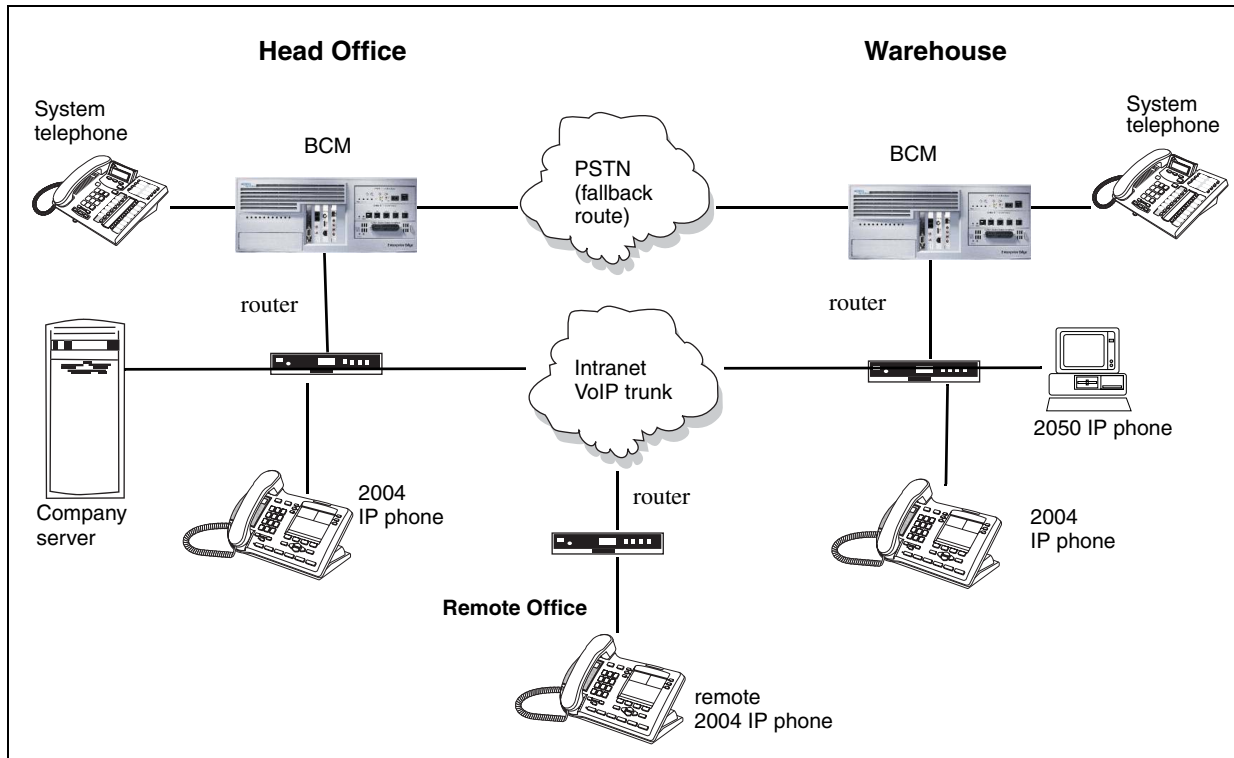 Head Office
Warehouse
System
telephone
BCM
PSTN
(fallback
route)
BCM
System
telephone
router
router
Intranet
VoIP trunk
2050 IP phone
Company
server
2004
IP phone
router
2004
IP phone
Remote Office
remote
2004 IP phone